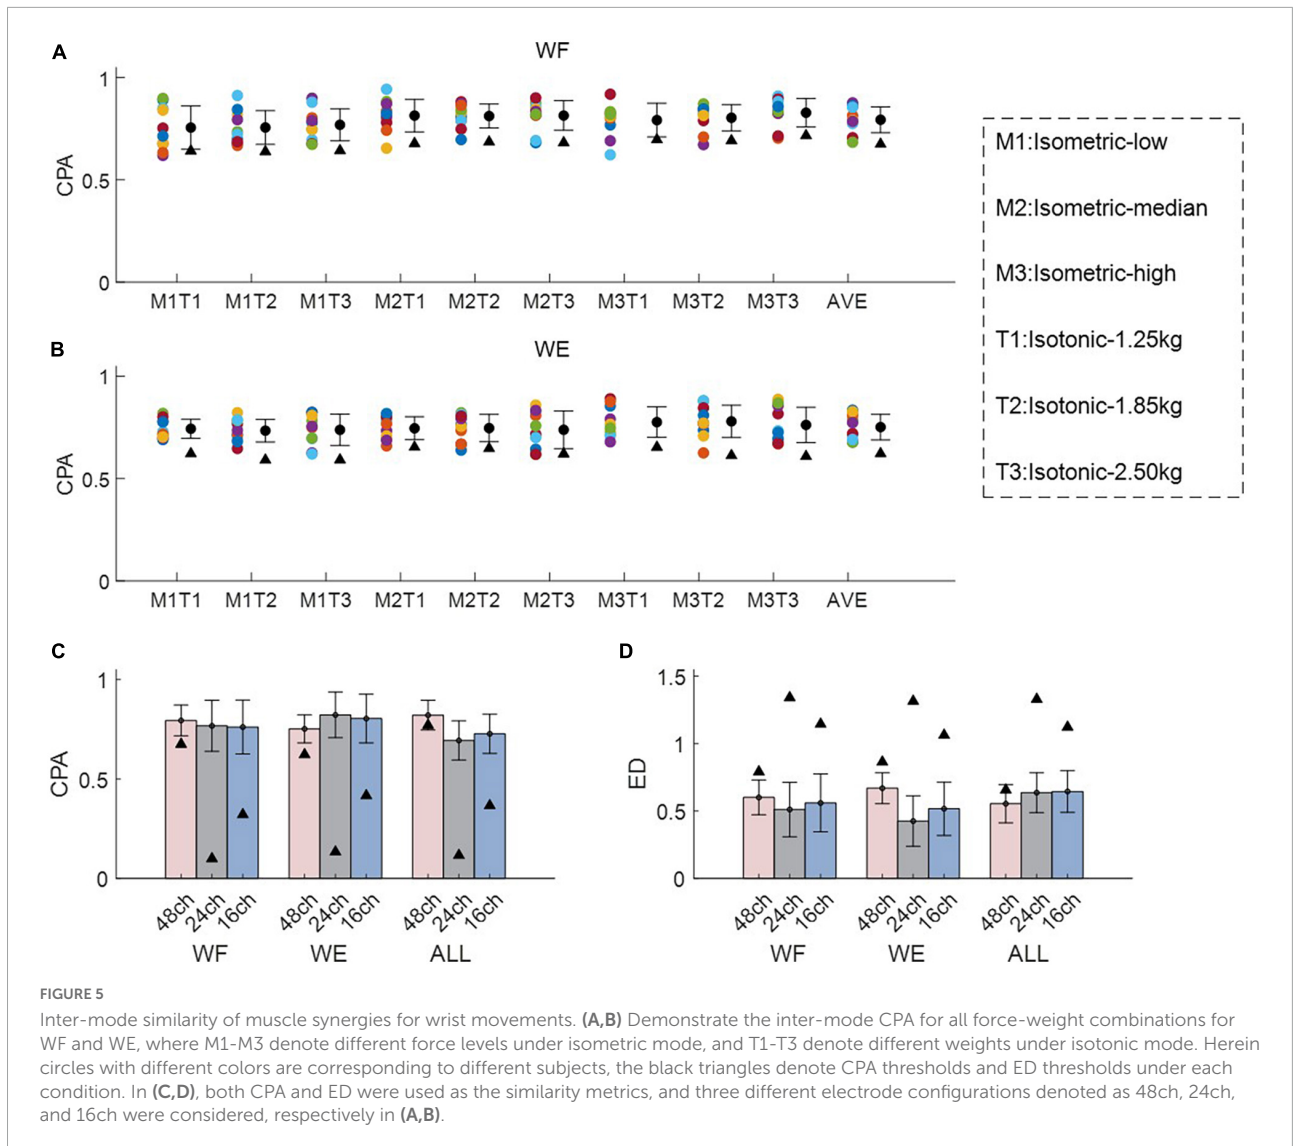 A
WF
1
0.5
0
CPA
M1T1 M1T2 M1T3 M2T1 M2T2 M2T3 M3T1 M3T2 M3T3 AVE
M1:Isometric-low
M2:Isometric-median
M3:Isometric-high
T1:Isotonic-1.25kg
T2:Isotonic-1.85kg
T3:Isotonic-2.50kg
B
WE
1
0.5
0
CPA
M1T1 M1T2 M1T3 M2T1 M2T2 M2T3 M3T1 M3T2 M3T3 AVE
C
1
0.5
0
CPA
48ch 24ch 16ch 48ch 24ch 16ch 48ch 24ch 16ch
WF WE ALL
D
1.5
1
0.5
0
ED
48ch 24ch 16ch 48ch 24ch 16ch 48ch 24ch 16ch
WF WE ALL
FIGURE 5
Inter-mode similarity of muscle synergies for wrist movements. (A,B) Demonstrate the inter-mode CPA for all force-weight combinations for
WF and WE, where M1-M3 denote different force levels under isometric mode, and T1-T3 denote different weights under isotonic mode. Herein
circles with different colors are corresponding to different subjects, the black triangles denote CPA thresholds and ED thresholds under each
condition. In (C,D), both CPA and ED were used as the similarity metrics, and three different electrode configurations denoted as 48ch, 24ch,
and 16ch were considered, respectively in (A,B).